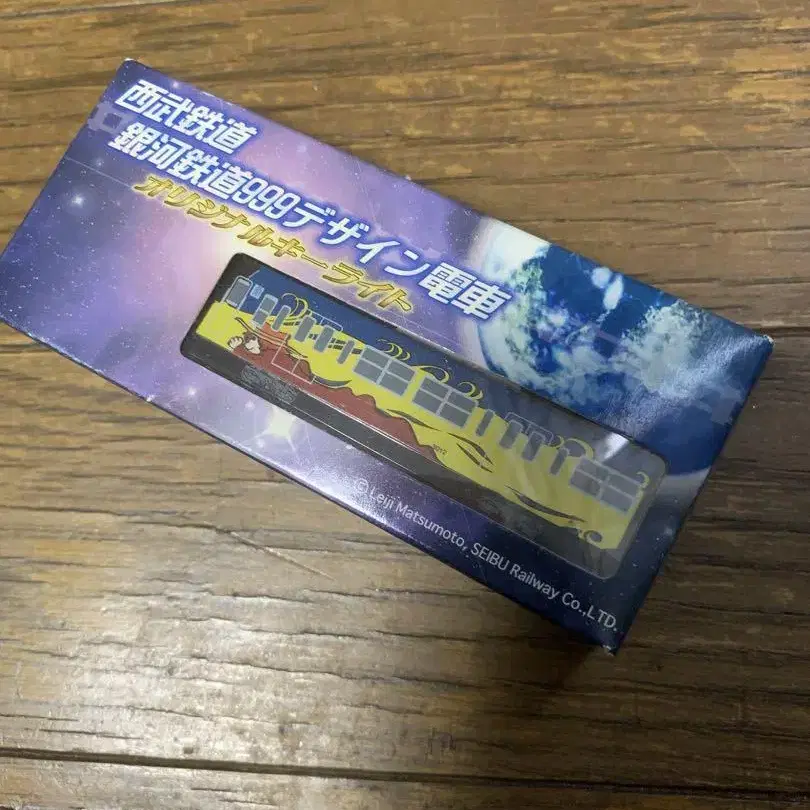 西武鉄道
銀河鉄道999デザイン電車
オリジナルキーライト
© Leiji Matsumoto, SEIBU Railway Co.,LTD.